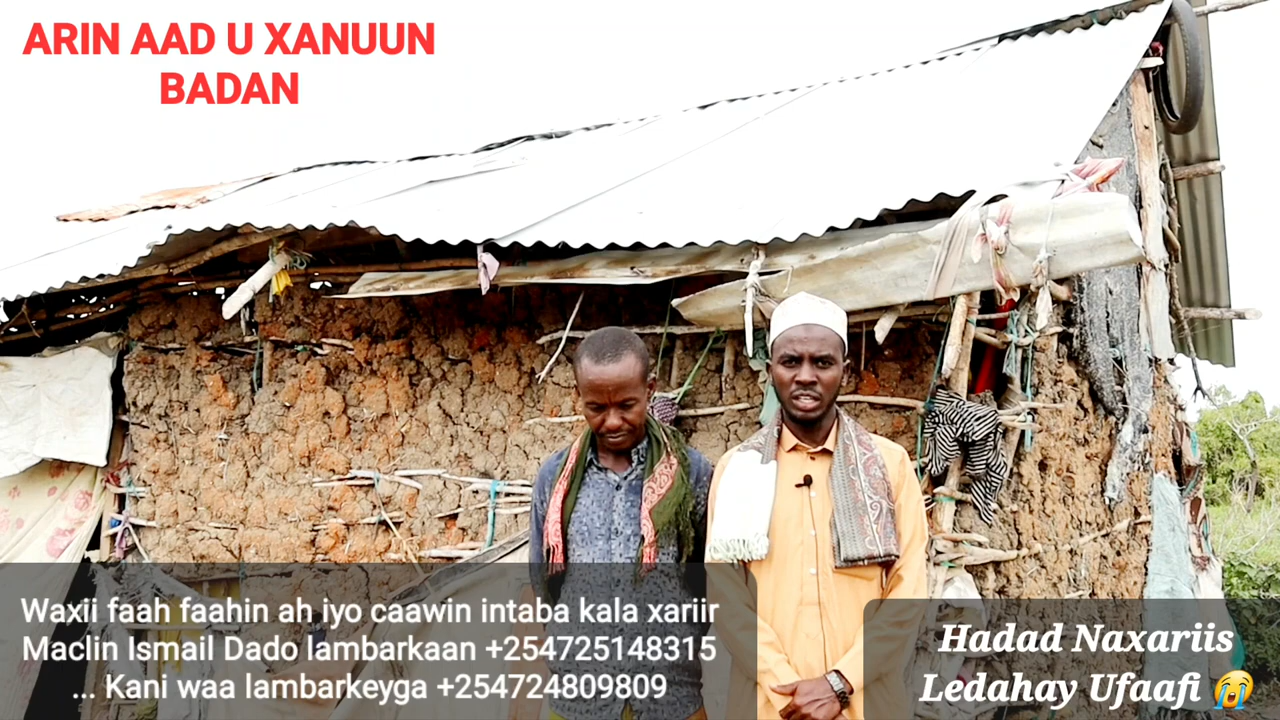 ARIN AAD U XANUUN
BADAN
Waxii faah faahin ah iyo caawin intaba kala xariir
Maclin Ismail Dado lambarkaan +254725148315
... Kani waa lambarkeyga +254724809809
Hadad Naxariis
Ledahay Ufaafi 😭